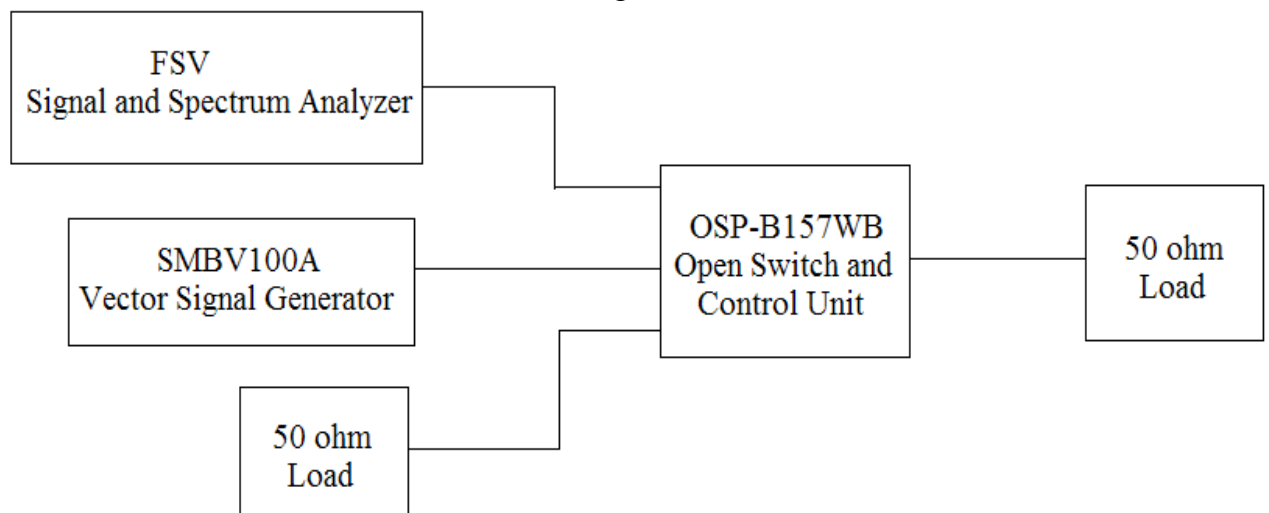 FSV
Signal and Spectrum Analyzer
SMBV100A
Vector Signal Generator
50 ohm
Load
OSP-B157WB
Open Switch and
Control Unit
50 ohm
Load